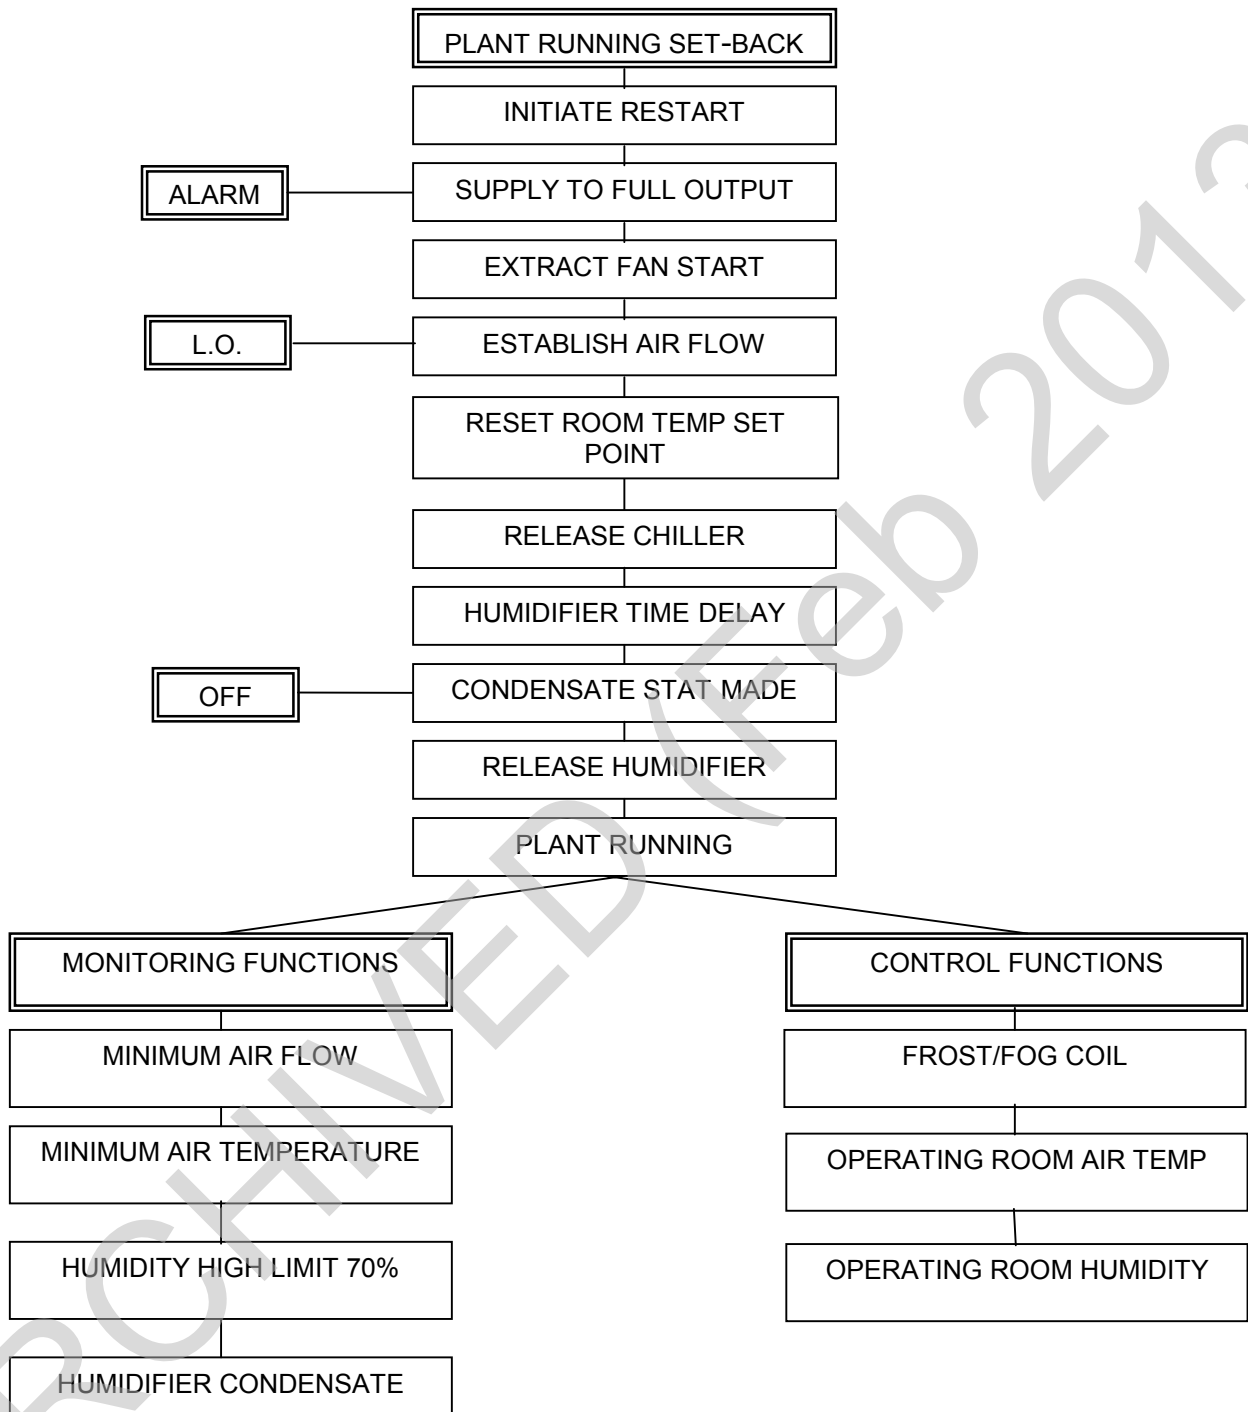 PLANT RUNNING SET-BACK
INITIATE RESTART
ALARM
SUPPLY TO FULL OUTPUT
EXTRACT FAN START
L.O.
ESTABLISH AIR FLOW
RESET ROOM TEMP SET
POINT
RELEASE CHILLER
HUMIDIFIER TIME DELAY
OFF
CONDENSATE STAT MADE
RELEASE HUMIDIFIER
PLANT RUNNING
MONITORING FUNCTIONS
CONTROL FUNCTIONS
MINIMUM AIR FLOW
FROST/FOG COIL
MINIMUM AIR TEMPERATURE
OPERATING ROOM AIR TEMP
HUMIDITY HIGH LIMIT 70%
OPERATING ROOM HUMIDITY
HUMIDIFIER CONDENSATE
RCHIVED (Feb 2013